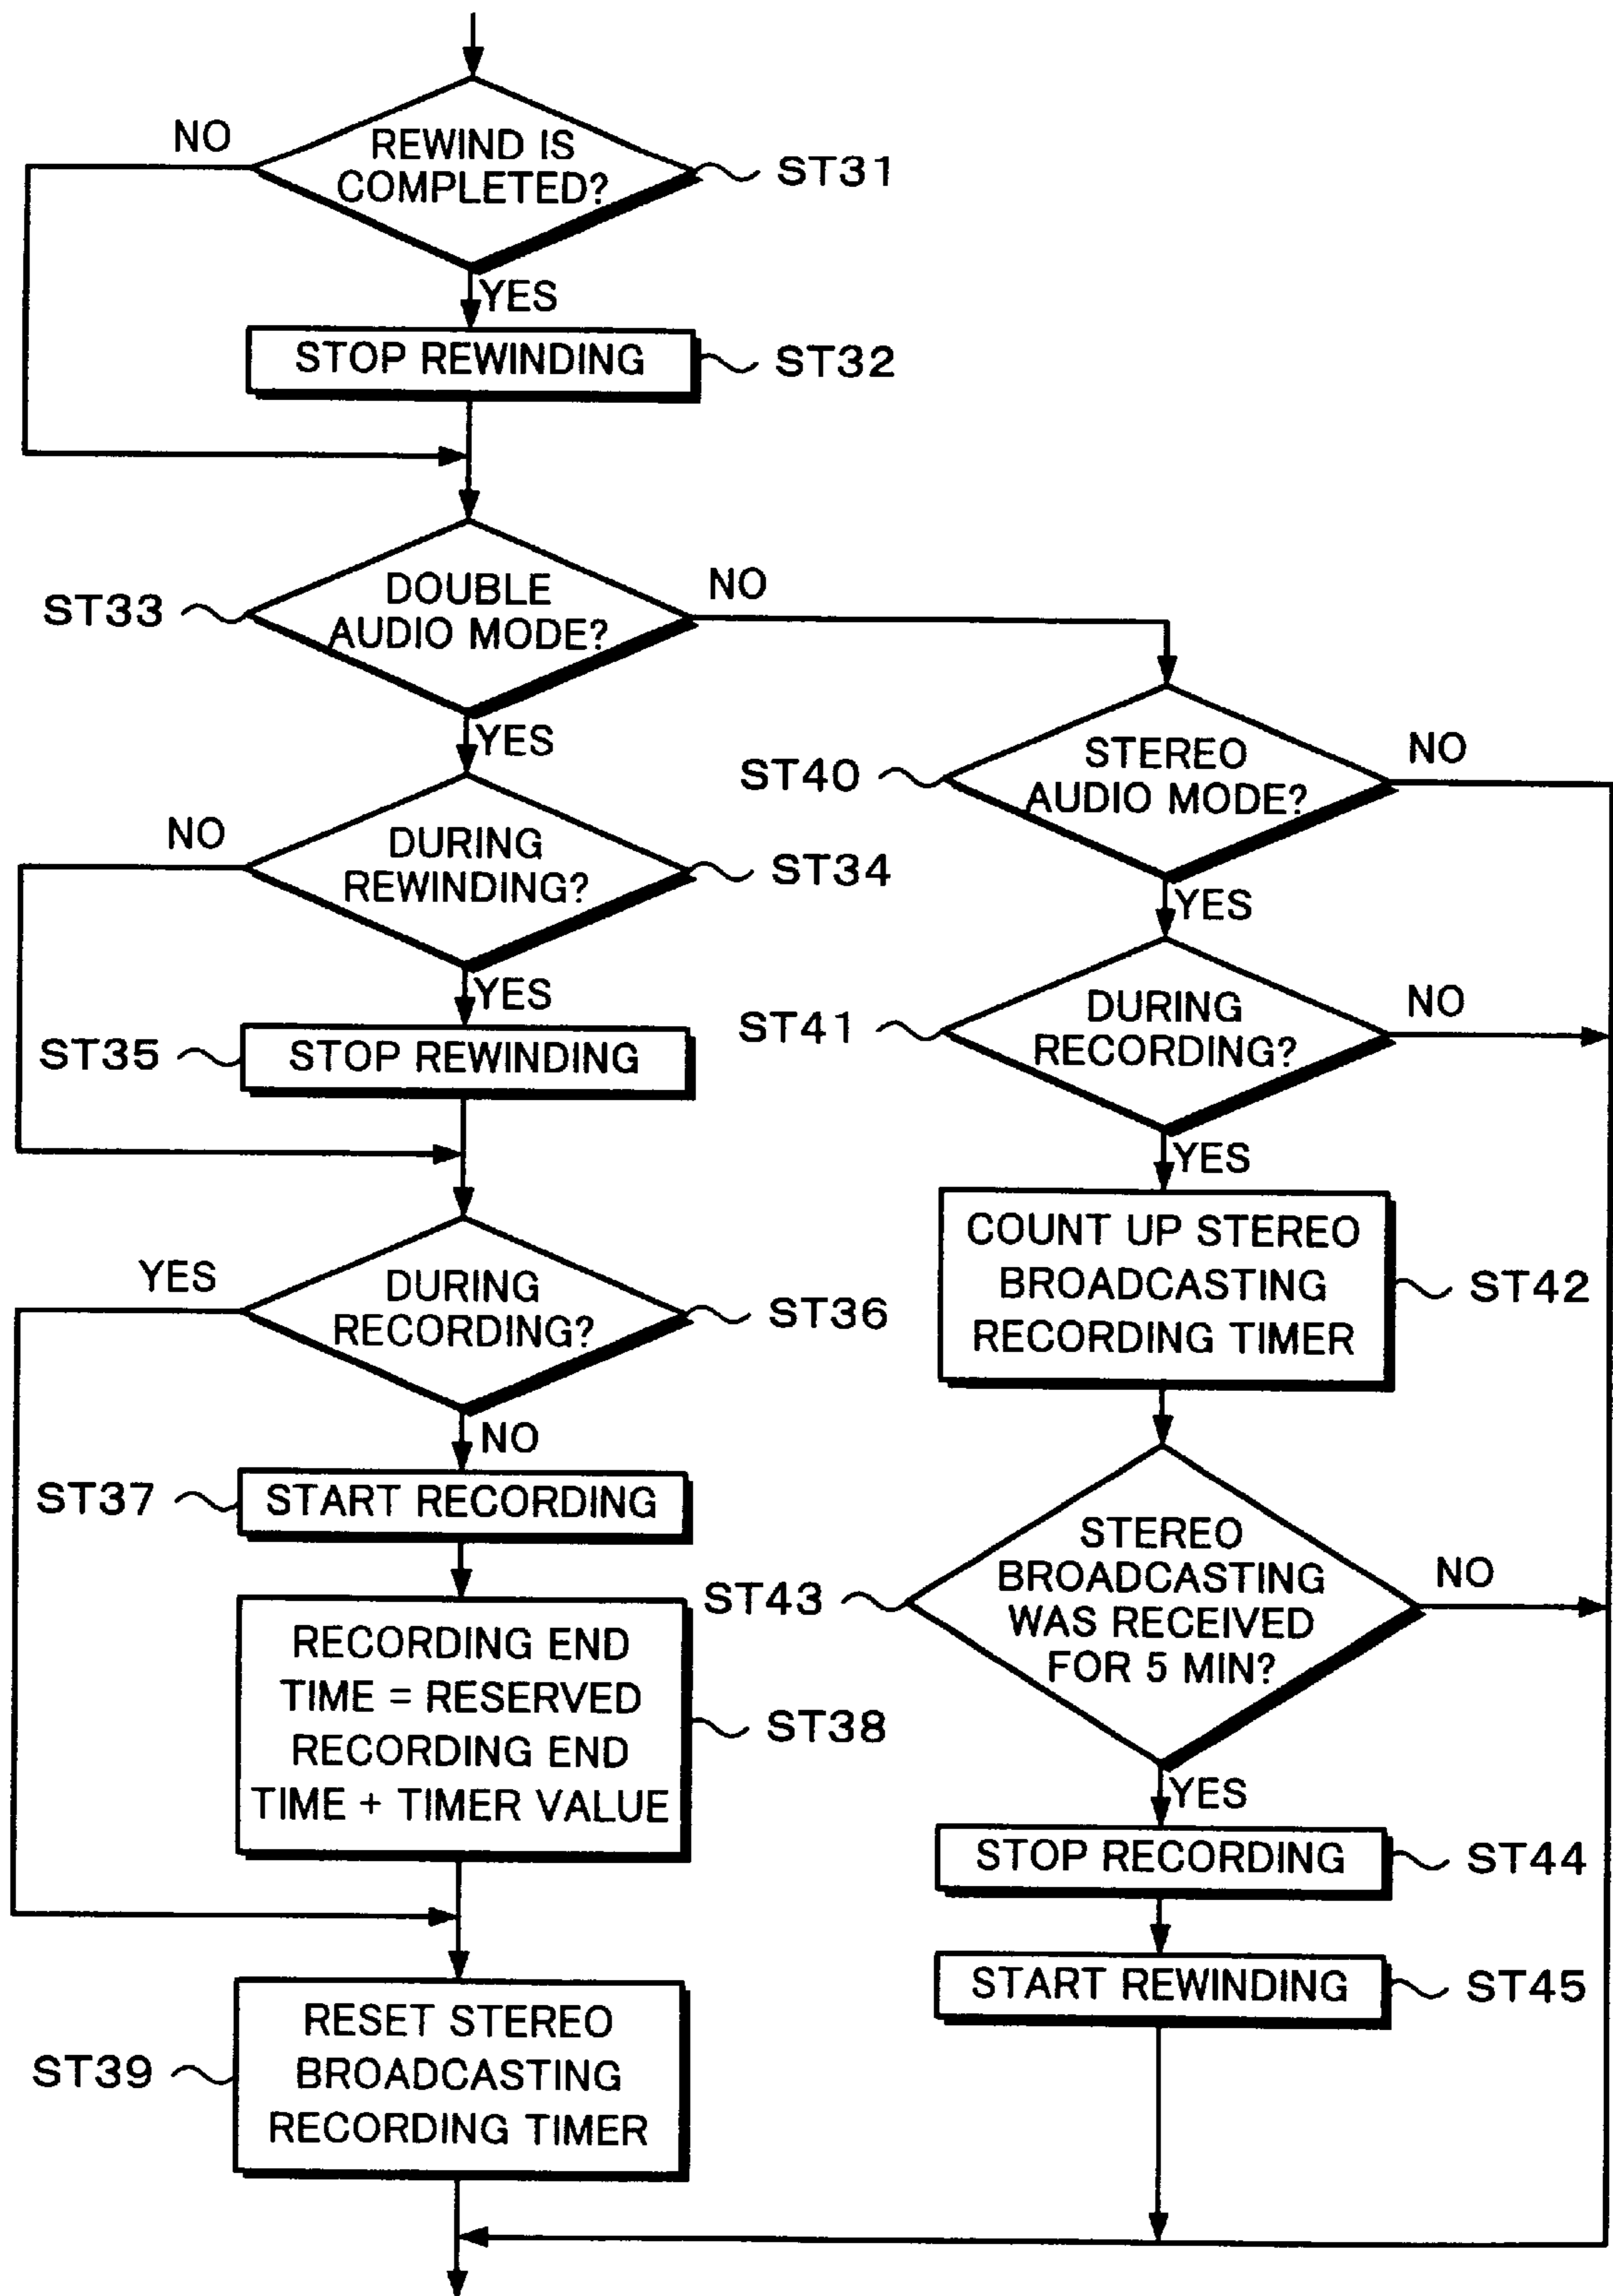 NO
REWIND IS
COMPLETED?
ST31
YES
STOP REWINDING
ST32
ST33
DOUBLE
AUDIO MODE?
NO
YES
ST40
STEREO
AUDIO MODE?
NO
NO
DURING
REWINDING?
ST34
YES
YES
ST35
STOP REWINDING
ST41
DURING
RECORDING?
NO
YES
YES
DURING
RECORDING?
ST36
COUNT UP STEREO
BROADCASTING
RECORDING TIMER
ST42
NO
ST37
START RECORDING
ST43
STEREO
BROADCASTING
WAS RECEIVED
FOR 5 MIN?
NO
RECORDING END
TIME = RESERVED
RECORDING END
TIME + TIMER VALUE
ST38
YES
STOP RECORDING
ST44
START REWINDING
ST45
ST39
RESET STEREO
BROADCASTING
RECORDING TIMER